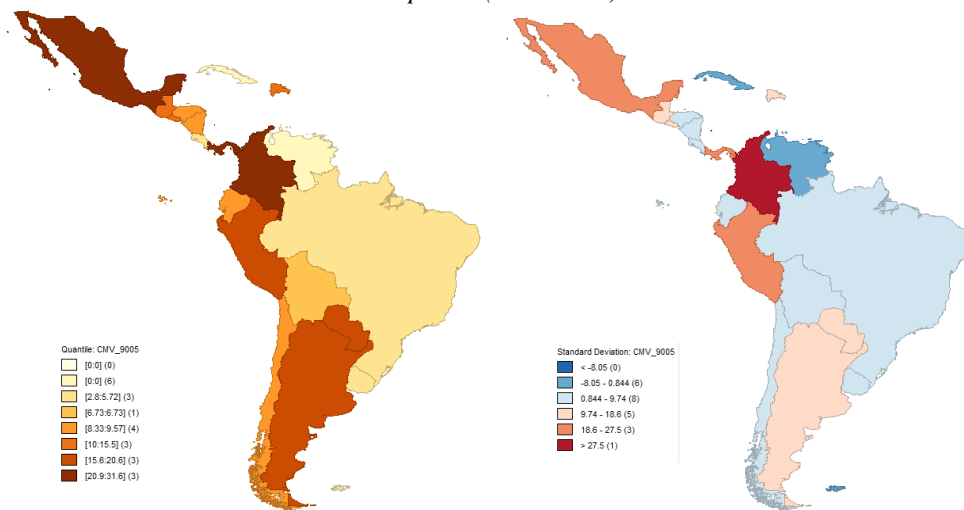 Quantile: CMV_9005
[0:0] (0)
[0:0] (6)
[2.8:5.72] (3)
[6.73:6.73] (1)
[8.33:9.57] (4)
[10:15.5] (3)
[15.6:20.6] (3)
[20.9:31.6] (3)
Standard Deviation: CMV_9005
< -8.05 (0)
-8.05 - 0.844 (6)
0.844 - 9.74 (8)
9.74 - 18.6 (5)
18.6 - 27.5 (3)
> 27.5 (1)